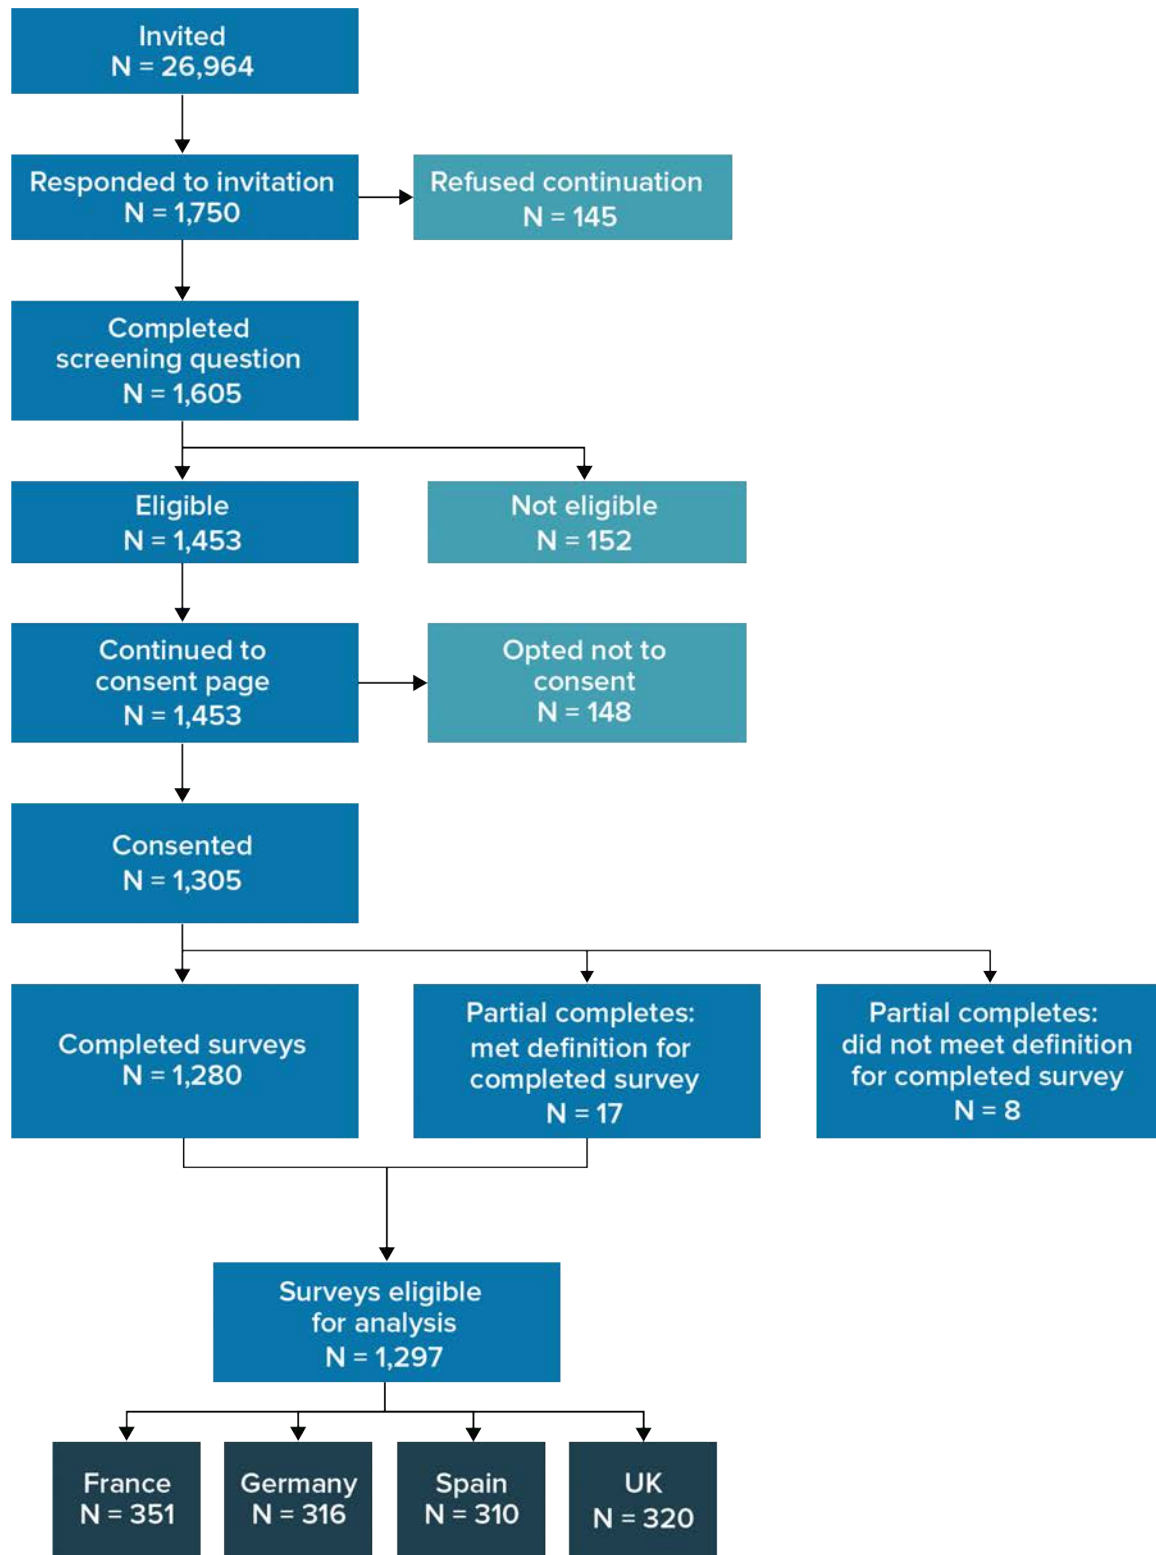 Invited
N = 26,964
Responded to invitation
N = 1,750
Refused continuation
N = 145
Completed
screening question
N = 1,605
Eligible
N = 1,453
Not eligible
N = 152
Continued to
consent page
N = 1,453
Opted not to
consent
N = 148
Consented
N = 1,305
Completed surveys
N = 1,280
Partial completes:
met definition for
completed survey
N = 17
Partial completes:
did not meet definition
for completed survey
N = 8
Surveys eligible
for analysis
N = 1,297
France
N = 351
Germany
N = 316
Spain
N = 310
UK
N = 320